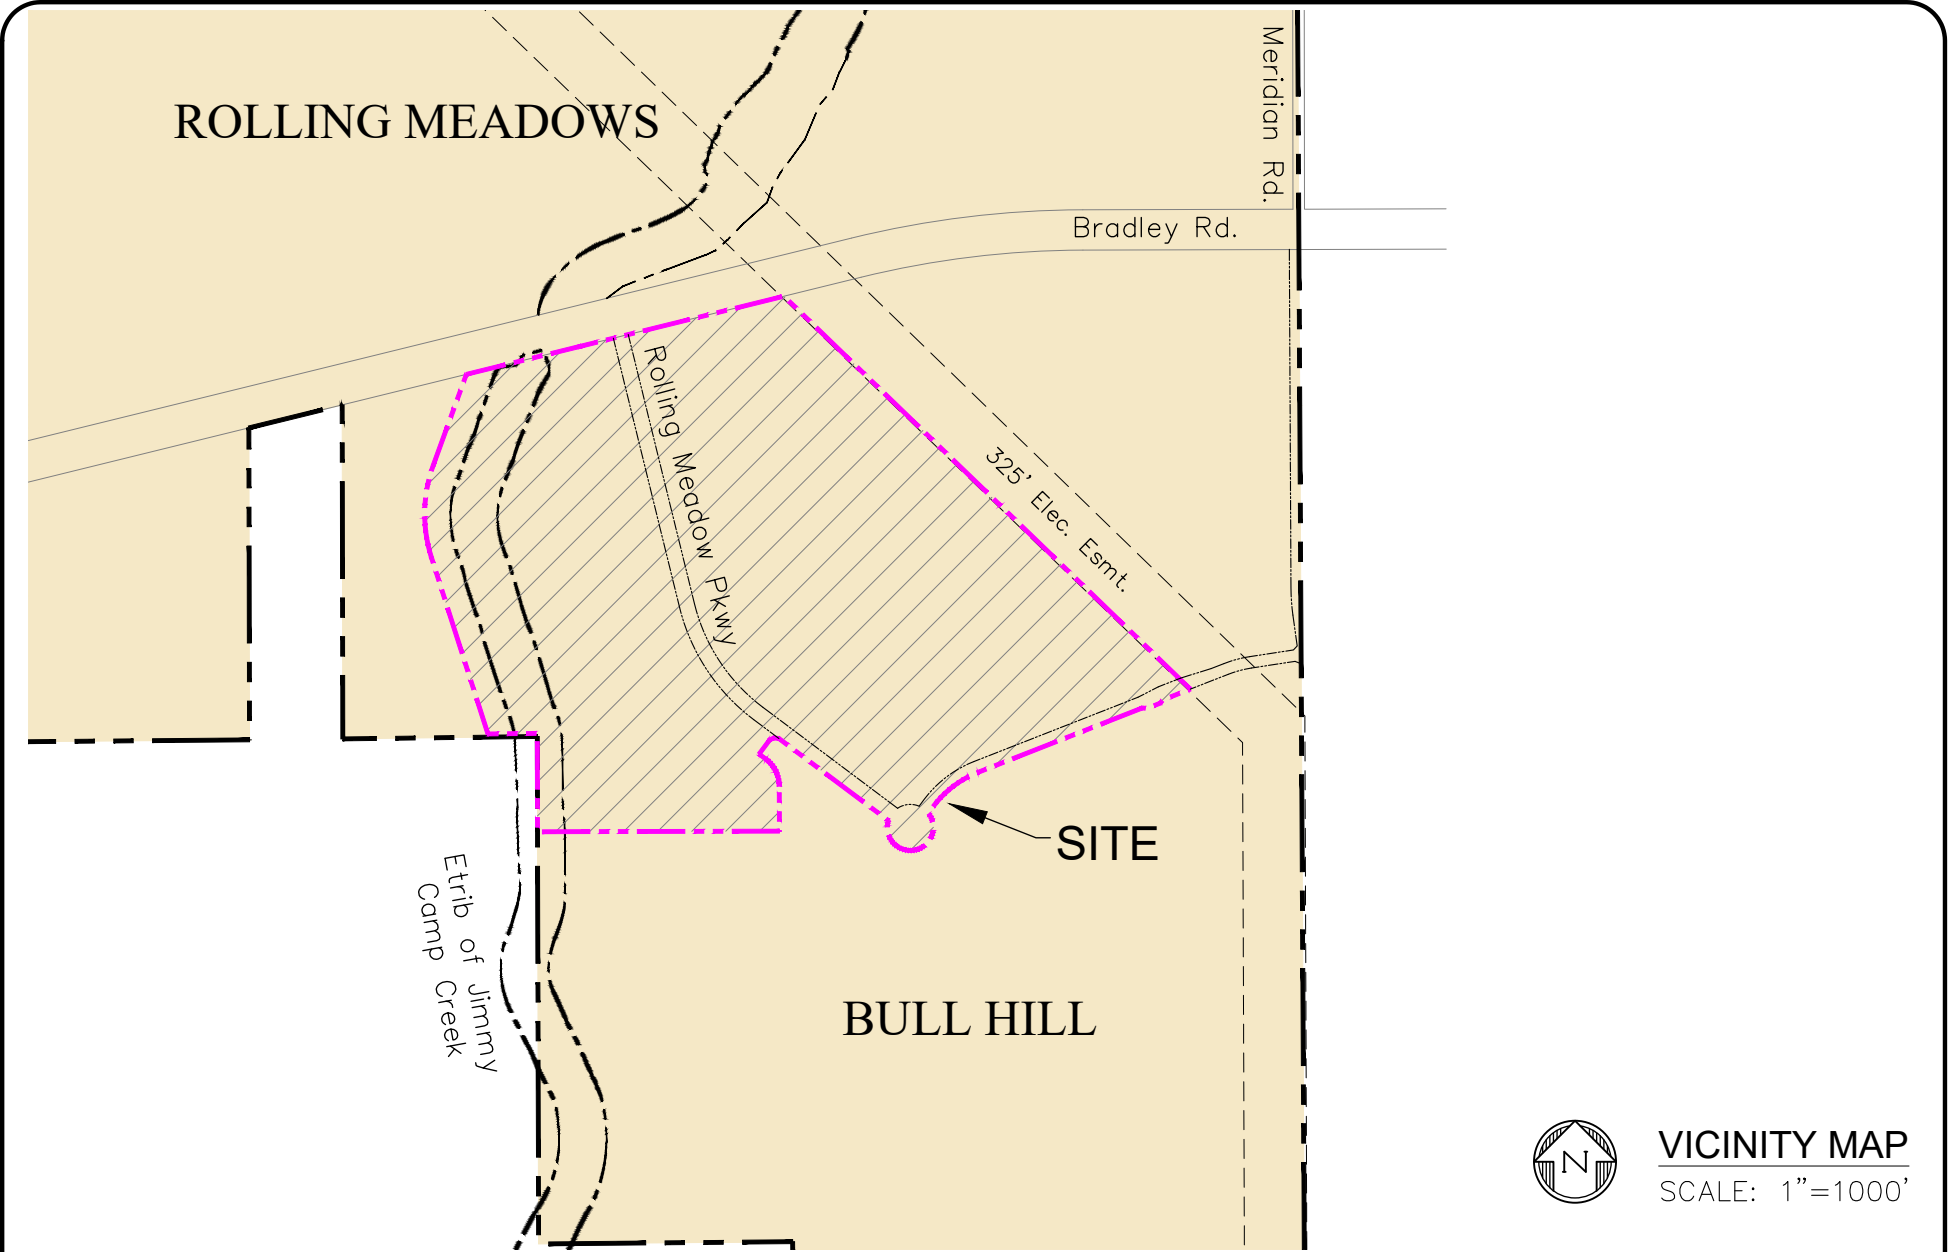 ROLLING MEADOWS
Meridian Rd.
Bradley Rd.
Rolling Meadow Pkwy
325' Elec. Esmt.
SITE
Etrib of Jimmy
Camp Creek
BULL HILL
N
VICINITY MAP
SCALE: 1"=1000'